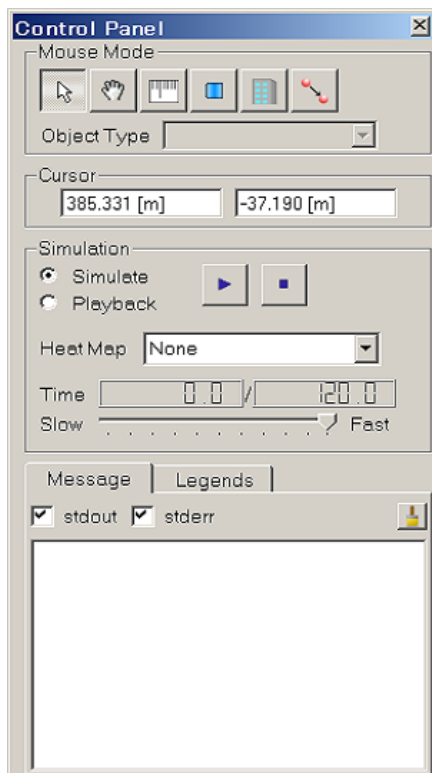 Control Panel
Mouse Mode
Object Type
Cursor
385.331 [m] -37.190 [m]
Simulation
Simulate
Playback
Heat Map None
Time 0.0 / 120.0
Slow Fast
Message Legends
stdout stderr